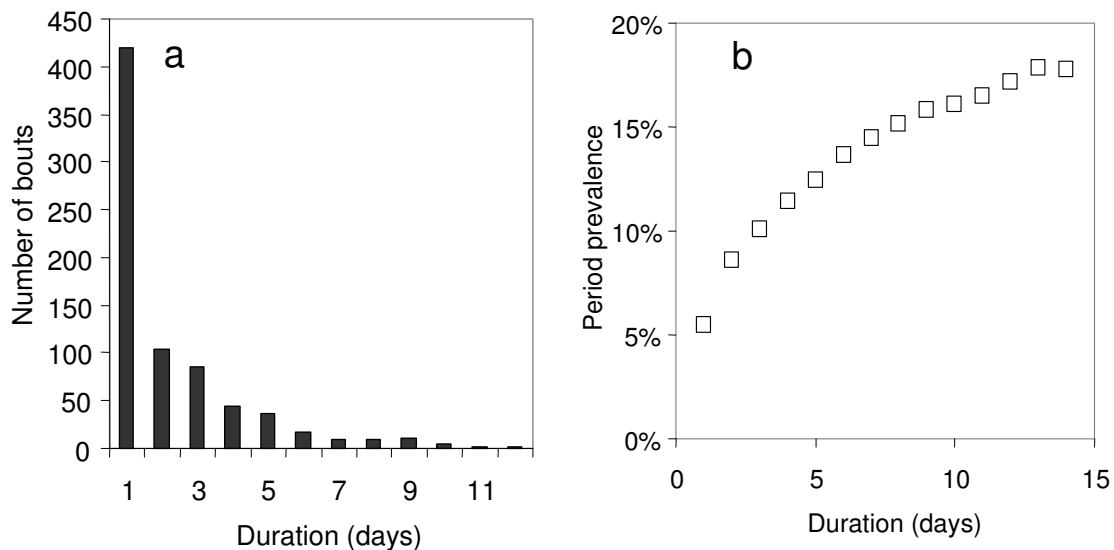 a
Number of bouts
450
400
350
300
250
200
150
100
50
0
1 3 5 7 9 11
Duration (days)
b
Period prevalence
20%
15%
10%
5%
0%
0 5 10 15
Duration (days)